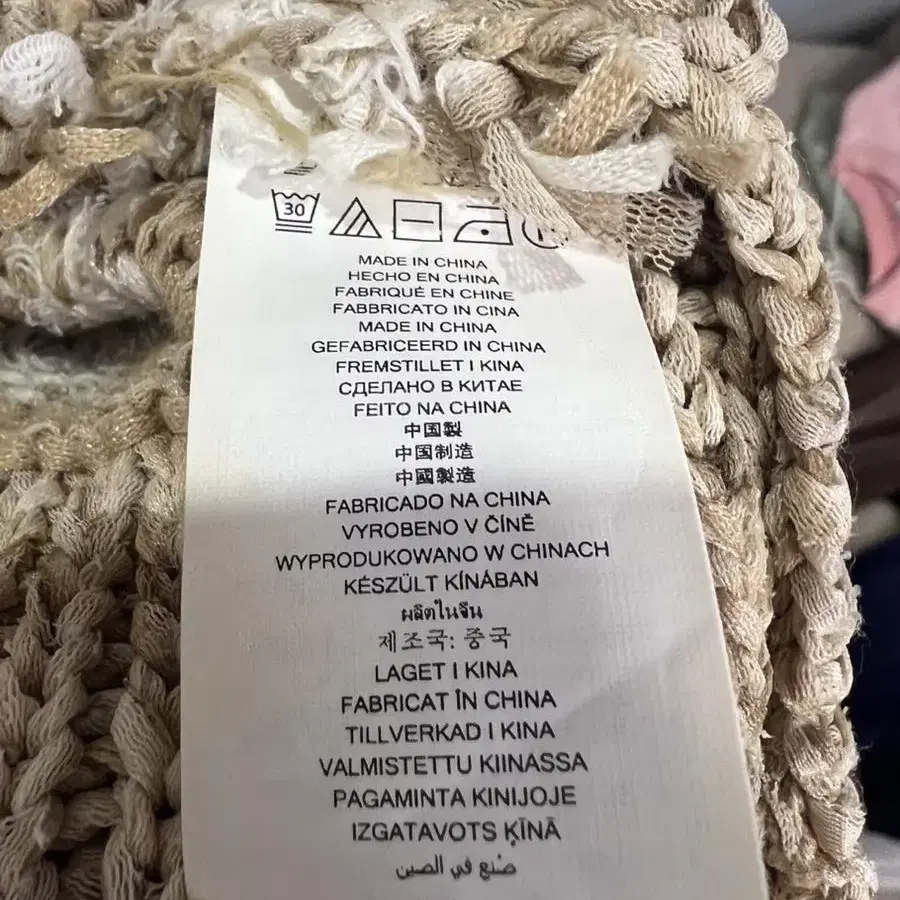 30
MADE IN CHINA
HECHO EN CHINA
FABRIQUÉ EN CHINE
FABBRICATO IN CINA
MADE IN CHINA
GEFABRICEERD IN CHINA
FREMSTILLET I KINA
СДЕЛАНО В КИТАЕ
FEITO NA CHINA
中国製
中国制造
中國製造
FABRICADO NA CHINA
VYROBENO V ČÍNĚ
WYPRODUKOWANO W CHINACH
KÉSZÜLT KÍNÁBAN
ผลิตในจีน
제조국: 중국
LAGET I KINA
FABRICAT ÎN CHINA
TILLVERKAD I KINA
VALMISTETTU KIINASSA
PAGAMINTA KINIJOJE
IZGATAVOTS ĶĪNĀ
صُنع في الصين